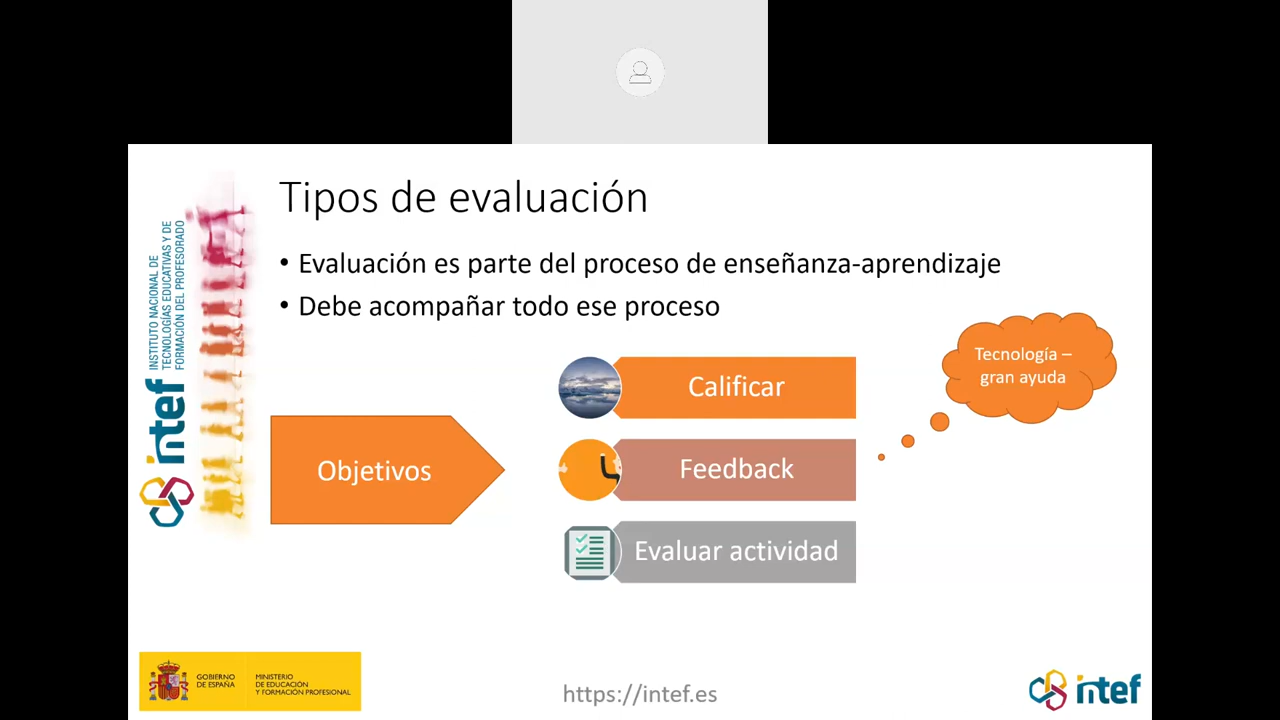 Tipos de evaluación
• Evaluación es parte del proceso de enseñanza-aprendizaje
• Debe acompañar todo ese proceso
INSTITUTO NACIONAL DE
TECNOLOGÍAS EDUCATIVAS Y DE
FORMACIÓN DEL PROFESORADO
intef
Objetivos
Calificar
Feedback
Evaluar actividad
Tecnología –
gran ayuda
GOBIERNO
DE ESPAÑA
MINISTERIO
DE EDUCACIÓN
Y FORMACIÓN PROFESIONAL
https://intef.es
intef